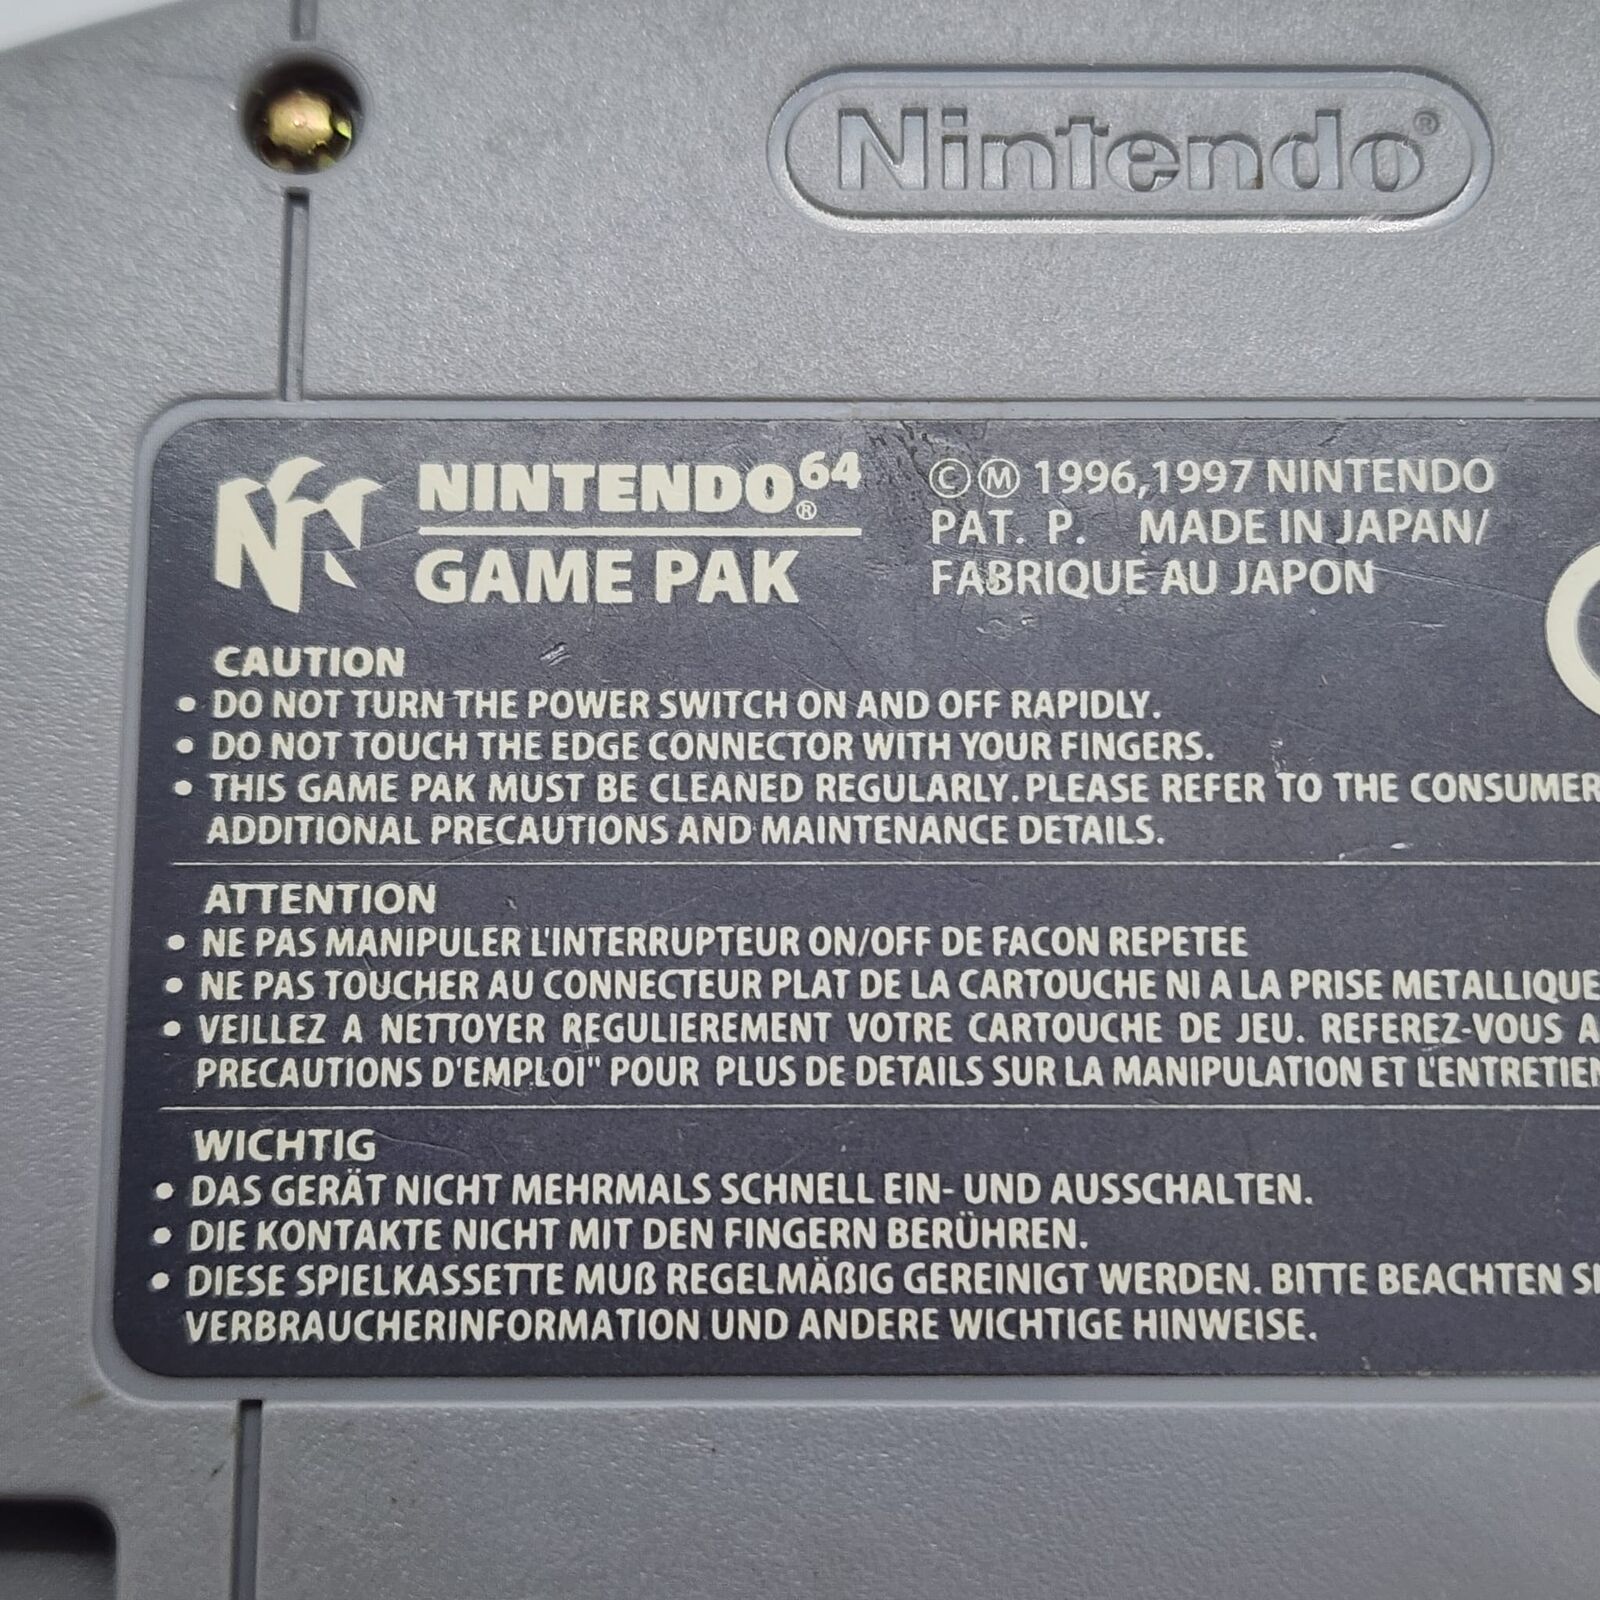 Nintendo®
NINTENDO64®
GAME PAK
©Ⓜ 1996,1997 NINTENDO
PAT. P. MADE IN JAPAN/
FABRIQUE AU JAPON
CAUTION
• DO NOT TURN THE POWER SWITCH ON AND OFF RAPIDLY.
• DO NOT TOUCH THE EDGE CONNECTOR WITH YOUR FINGERS.
• THIS GAME PAK MUST BE CLEANED REGULARLY. PLEASE REFER TO THE CONSUMER
ADDITIONAL PRECAUTIONS AND MAINTENANCE DETAILS.
ATTENTION
• NE PAS MANIPULER L'INTERRUPTEUR ON/OFF DE FACON REPETEE
• NE PAS TOUCHER AU CONNECTEUR PLAT DE LA CARTOUCHE NI A LA PRISE METALLIQUE
• VEILLEZ A NETTOYER REGULIEREMENT VOTRE CARTOUCHE DE JEU. REFEREZ-VOUS A
PRECAUTIONS D'EMPLOI" POUR PLUS DE DETAILS SUR LA MANIPULATION ET L'ENTRETIEN
WICHTIG
• DAS GERÄT NICHT MEHRMALS SCHNELL EIN- UND AUSSCHALTEN.
• DIE KONTAKTE NICHT MIT DEN FINGERN BERÜHREN.
• DIESE SPIELKASSETTE MUß REGELMÄßIG GEREINIGT WERDEN. BITTE BEACHTEN
VERBRAUCHERINFORMATION UND ANDERE WICHTIGE HINWEISE.